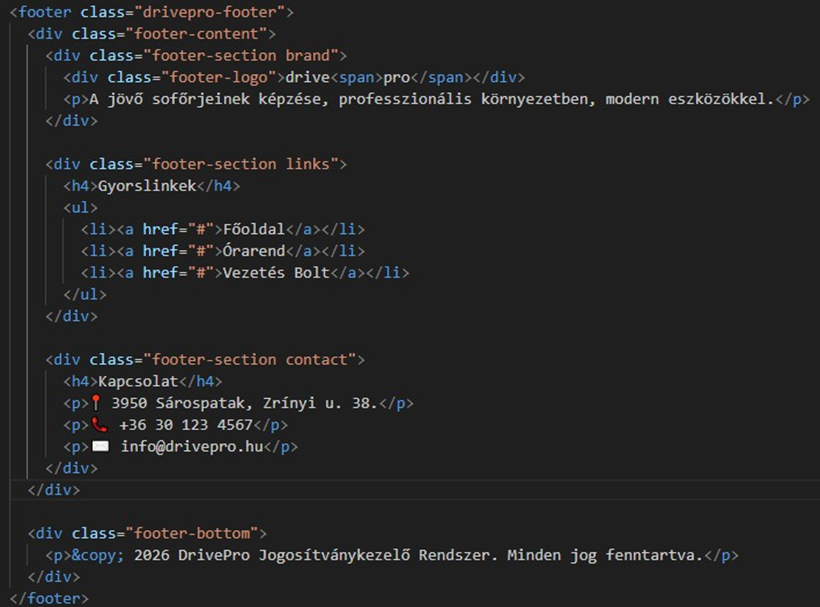 <footer class="drivepro-footer">
<div class="footer-content">
<div class="footer-section brand">
<div class="footer-logo">drive<span>pro</span></div>
<p>A jövő sofőrjeinek képzése, professzionális környezetben, modern eszközökkel.</p>
</div>
<div class="footer-section links">
<h4>Gyorslinkek</h4>
<ul>
<li><a href="#">Főoldal</a></li>
<li><a href="#">Órarend</a></li>
<li><a href="#">Vezetés Bolt</a></li>
</ul>
</div>
<div class="footer-section contact">
<h4>Kapcsolat</h4>
<p>📍 3950 Sárospatak, Zrínyi u. 38.</p>
<p>📞 +36 30 123 4567</p>
<p>✉️ info@drivepro.hu</p>
</div>
</div>
<div class="footer-bottom">
<p>&copy; 2026 DrivePro Jogosítványkezelő Rendszer. Minden jog fenntartva.</p>
</div>
</footer>